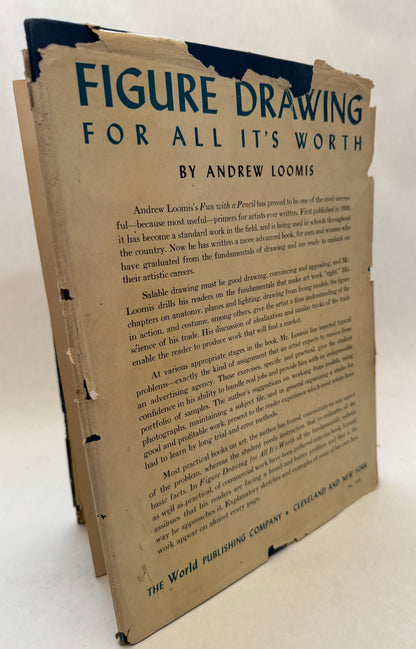 FIGURE DRAWING
FOR ALL IT'S WORTH
BY ANDREW LOOMIS
Andrew Loomis's Fun with a Pencil has proved to be one of the most success-
ful—because most useful—primers for artists ever written. First published in 1939,
it has become a standard work in the field, and is being used in schools throughout
the country. Now he has written a more advanced book, for men and women who
have graduated from the fundamentals of drawing and are ready to embark on
their artistic careers.
Salable drawing must be good drawing, convincing and appealing; and Mr.
Loomis drills his readers on the fundamentals that make art work "right." His
chapters on anatomy, planes and lighting, drawing from living models, the figure
in action, and costume, among others, give the artist a firm understanding of the
science of his trade. His discussion of idealization and similar tricks of the trade
enable the reader to produce work that will find a market.
At various appropriate stages in the book, Mr. Loomis has inserted typical
problems—exactly the kind of assignment that an artist expects to receive from
an advertising agency. These exercises, specific and practical, give the student
confidence in his ability to handle real jobs and provide him with an indispensable
portfolio of samples. The author's suggestions on working from models, using
photographs, maintaining a subject file, and in general organizing a studio for
good and profitable work, present to the reader experience which most artists have
had to learn by long trial-and-error methods.
Most practical books on art, the author has found, concentrate on one aspect
of the problem, whereas the student needs instruction that co-ordinates all the
basic facts. In Figure Drawing for All It's Worth all the fundamentals, esthetic
as well as practical, of commercial work have been gathered into one book. Loomis
assumes that his readers are facing a broad and hectic problem and that is the
way he approaches it. Explanatory sketches and examples of some of his own best
work appear on almost every page.
THE World PUBLISHING COMPANY • CLEVELAND AND NEW YORK